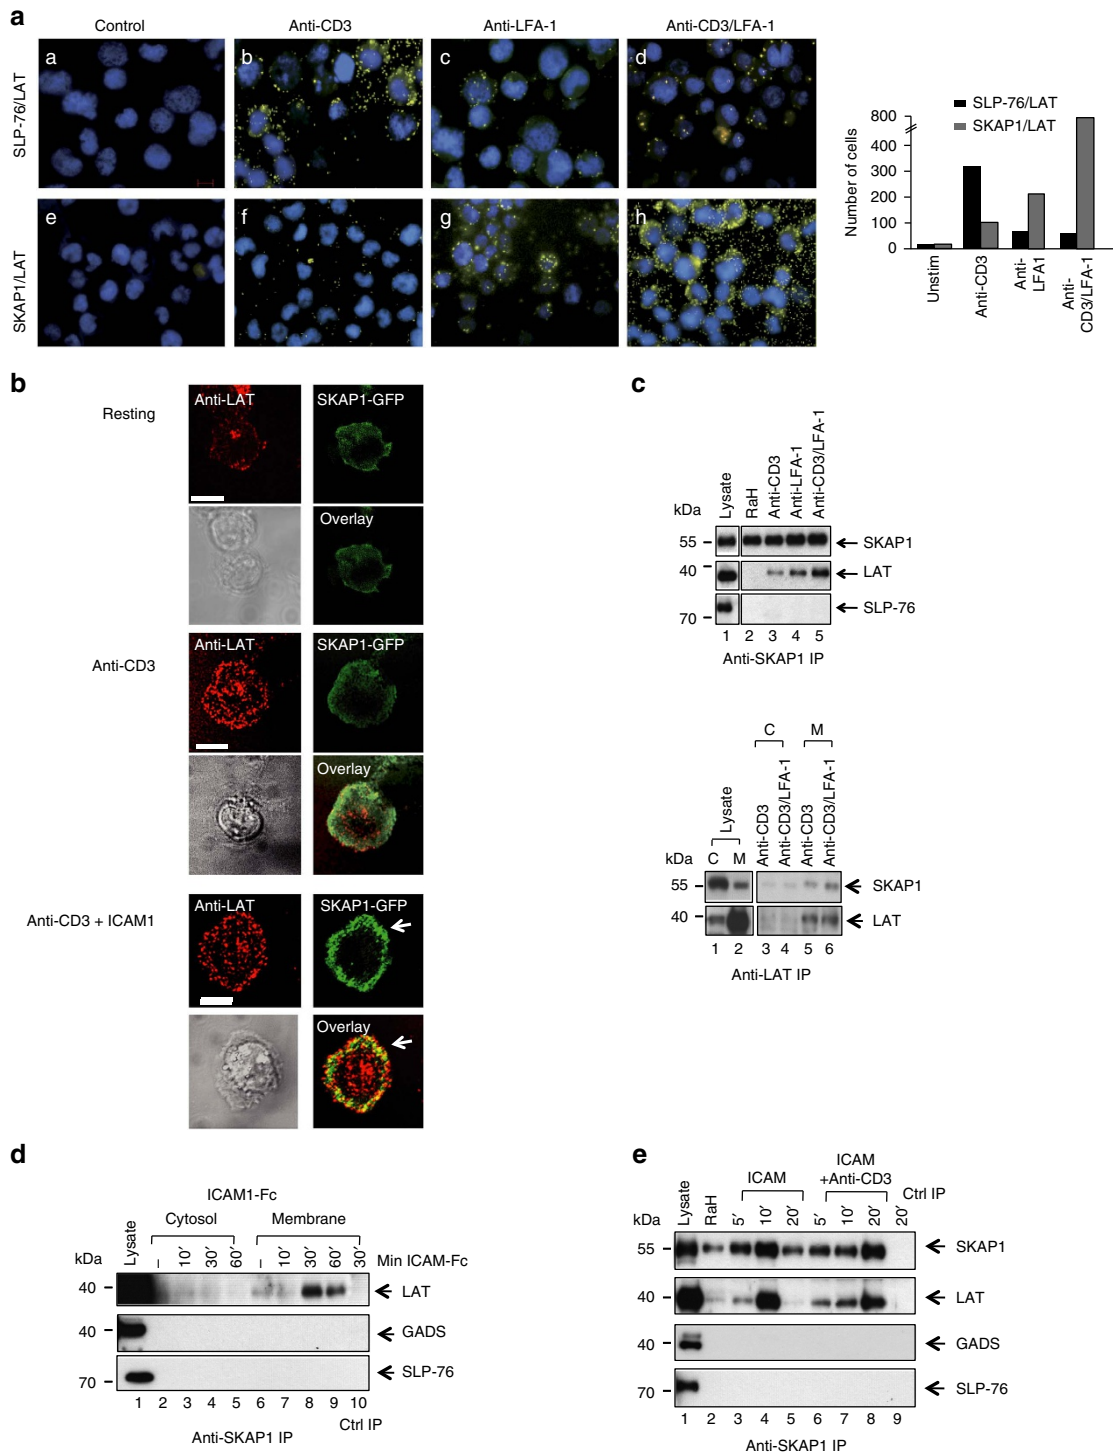 a
Control
Anti-CD3
Anti-LFA-1
Anti-CD3/LFA-1
SLP-76/LAT
a
b
c
d
SKAP1/LAT
e
f
g
h
SLP-76/LAT
SKAP1/LAT
Number of cells
800
400
300
200
100
0
Unstim
Anti-CD3
Anti-
LFA1
Anti-
CD3/LFA-1
b
Resting
Anti-LAT
SKAP1-GFP
Overlay
Anti-CD3
Anti-LAT
SKAP1-GFP
Overlay
Anti-CD3 + ICAM1
Anti-LAT
SKAP1-GFP
Overlay
c
kDa
Lysate
RaH
Anti-CD3
Anti-LFA-1
Anti-CD3/LFA-1
55
SKAP1
40
LAT
70
SLP-76
1 2 3 4 5
Anti-SKAP1 IP
C M
Lysate
Anti-CD3
Anti-CD3/LFA-1
Anti-CD3
Anti-CD3/LFA-1
kDa C M
55
SKAP1
40
LAT
1 2 3 4 5 6
Anti-LAT IP
d
ICAM1-Fc
Cytosol Membrane
kDa
Lysate
– 10′ 30′ 60′ – 10′ 30′ 60′ 30′
Min ICAM-Fc
40
LAT
40
GADS
70
SLP-76
1 2 3 4 5 6 7 8 9 10
Ctrl IP
Anti-SKAP1 IP
e
ICAM
ICAM
+Anti-CD3
Ctrl IP
kDa
Lysate
RaH
5′ 10′ 20′ 5′ 10′ 20′ 20′
55
SKAP1
40
LAT
40
GADS
70
SLP-76
1 2 3 4 5 6 7 8 9
Anti-SKAP1 IP